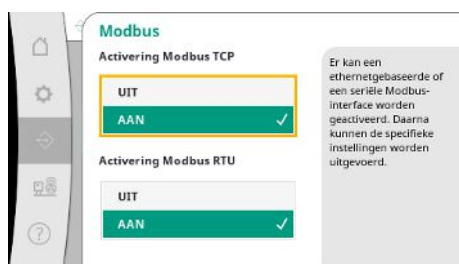 Modbus
Activering Modbus TCP
UIT
AAN
Activering Modbus RTU
UIT
AAN
Er kan een
ethernetgebaseerde of
een seriële Modbus-
interface worden
geactiveerd. Daarna
kunnen de specifieke
instellingen worden
uitgevoerd.